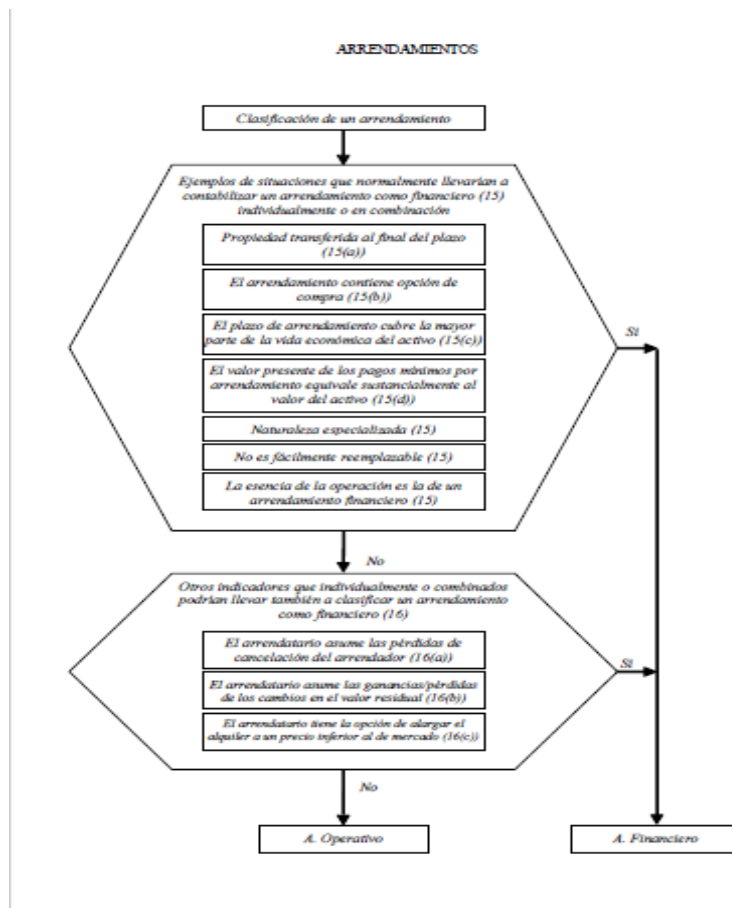 ARRENDAMIENTOS
Clasificación de un arrendamiento
Ejemplos de situaciones que normalmente llevarían a
contabilizar un arrendamiento como financiero (15)
individualmente o en combinación
Propiedad transferida al final del plazo
(15(a))
El arrendamiento contiene opción de
compra (15(b))
El plazo de arrendamiento cubre la mayor
parte de la vida económica del activo (15(c))
Si
El valor presente de los pagos mínimos por
arrendamiento equivale sustancialmente al
valor del activo (15(d))
Naturaleza especializada (15)
No es fácilmente reemplazable (15)
La esencia de la operación es la de un
arrendamiento financiero (15)
No
Otros indicadores que individualmente o combinados
podrían llevar también a clasificar un arrendamiento
como financiero (16)
El arrendatario asume las pérdidas de
cancelación del arrendador (16(a))
Si
El arrendatario asume las ganancias/pérdidas
de los cambios en el valor residual (16(b))
El arrendatario tiene la opción de alargar el
alquiler a un precio inferior al de mercado (16(c))
No
A. Operativo
A. Financiero